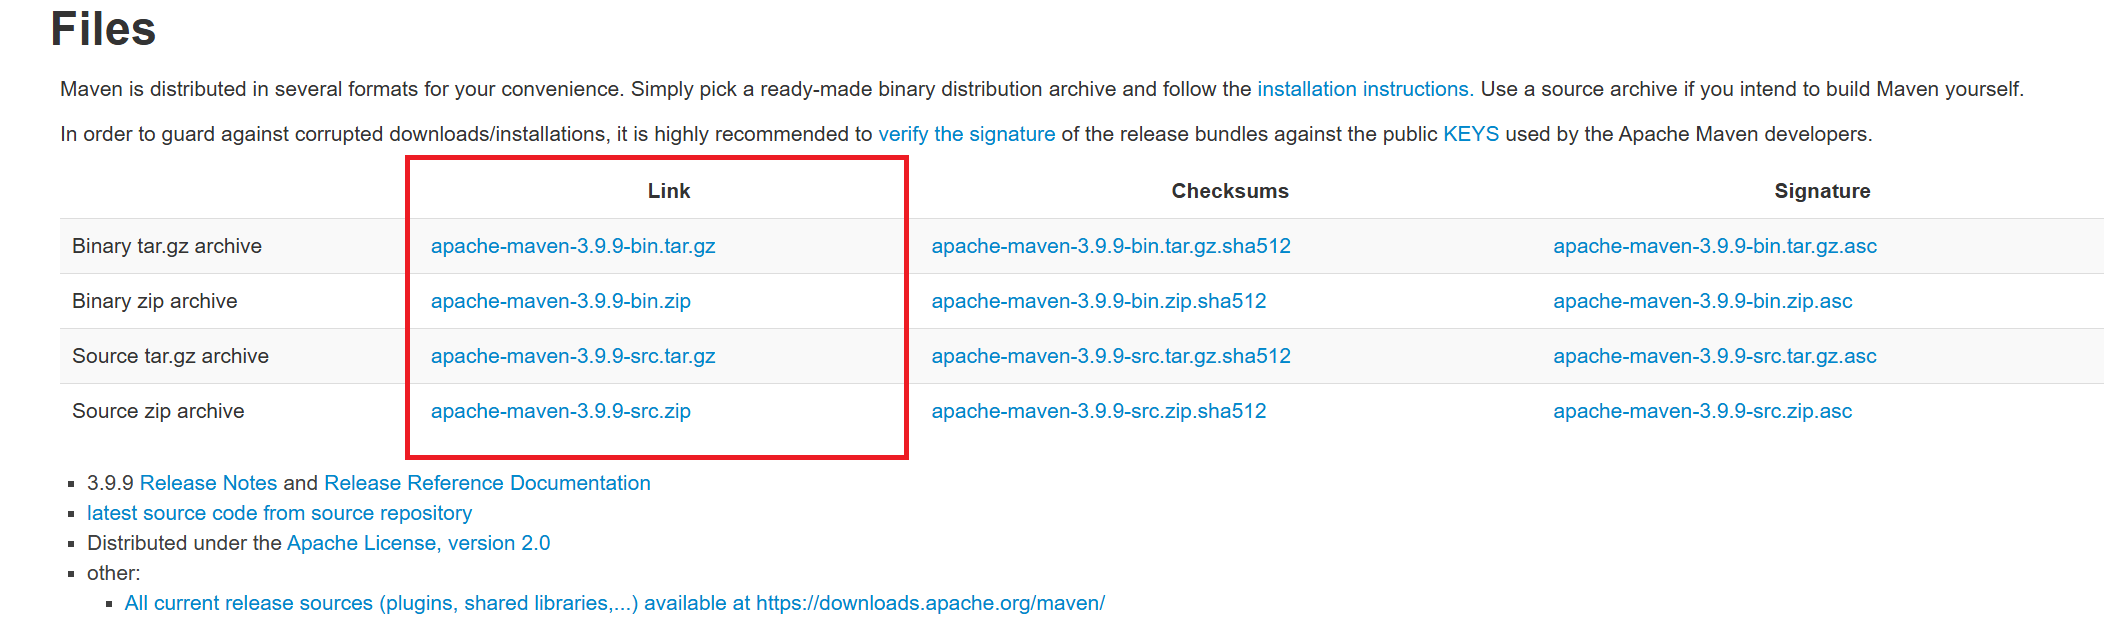 Files
Maven is distributed in several formats for your convenience. Simply pick a ready-made binary distribution archive and follow the installation instructions. Use a source archive if you intend to build Maven yourself.
In order to guard against corrupted downloads/installations, it is highly recommended to verify the signature of the release bundles against the public KEYS used by the Apache Maven developers.
Link Checksums Signature
Binary tar.gz archive apache-maven-3.9.9-bin.tar.gz apache-maven-3.9.9-bin.tar.gz.sha512 apache-maven-3.9.9-bin.tar.gz.asc
Binary zip archive apache-maven-3.9.9-bin.zip apache-maven-3.9.9-bin.zip.sha512 apache-maven-3.9.9-bin.zip.asc
Source tar.gz archive apache-maven-3.9.9-src.tar.gz apache-maven-3.9.9-src.tar.gz.sha512 apache-maven-3.9.9-src.tar.gz.asc
Source zip archive apache-maven-3.9.9-src.zip apache-maven-3.9.9-src.zip.sha512 apache-maven-3.9.9-src.zip.asc
3.9.9 Release Notes and Release Reference Documentation
latest source code from source repository
Distributed under the Apache License, version 2.0
other:
All current release sources (plugins, shared libraries,...) available at https://downloads.apache.org/maven/